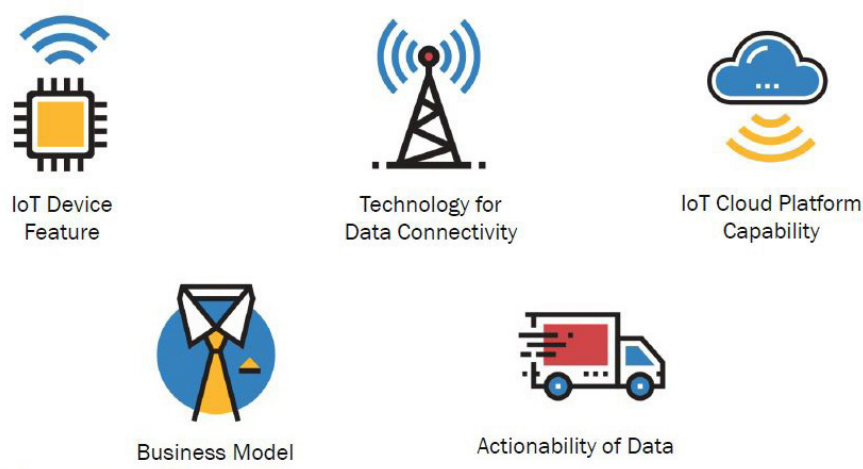 IoT Device
Feature
Technology for
Data Connectivity
IoT Cloud Platform
Capability
Business Model
Actionability of Data